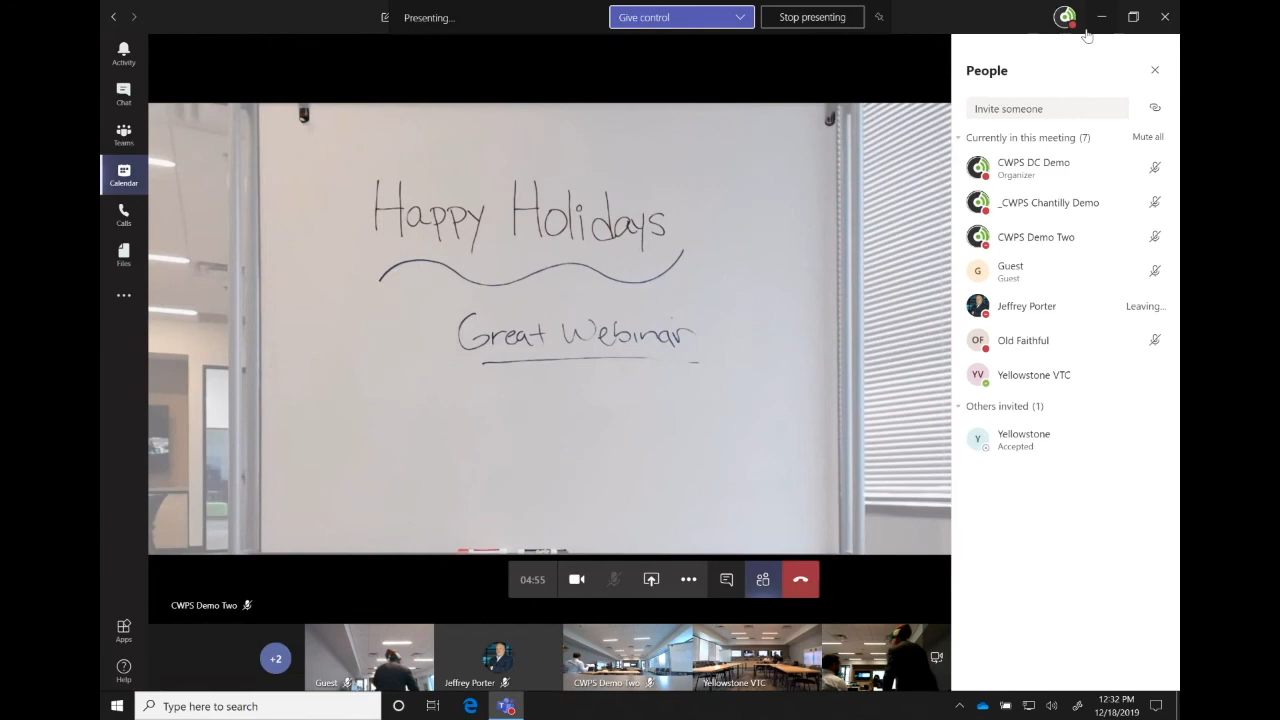 Presenting...
Give control
Stop presenting
Activity
Chat
Teams
Calendar
Calls
Files
Apps
Help
Happy Holidays
Great Webinar
04:55
CWPS Demo Two
+2
Guest
Jeffrey Porter
CWPS Demo Two
Yellowstone VTC
People
Invite someone
Currently in this meeting (7)
Mute all
CWPS DC Demo
Organizer
_CWPS Chantilly Demo
CWPS Demo Two
G
Guest
Guest
Jeffrey Porter
Leaving...
OF
Old Faithful
YV
Yellowstone VTC
Others invited (1)
Y
Yellowstone
Accepted
Type here to search
12:32 PM
12/18/2019